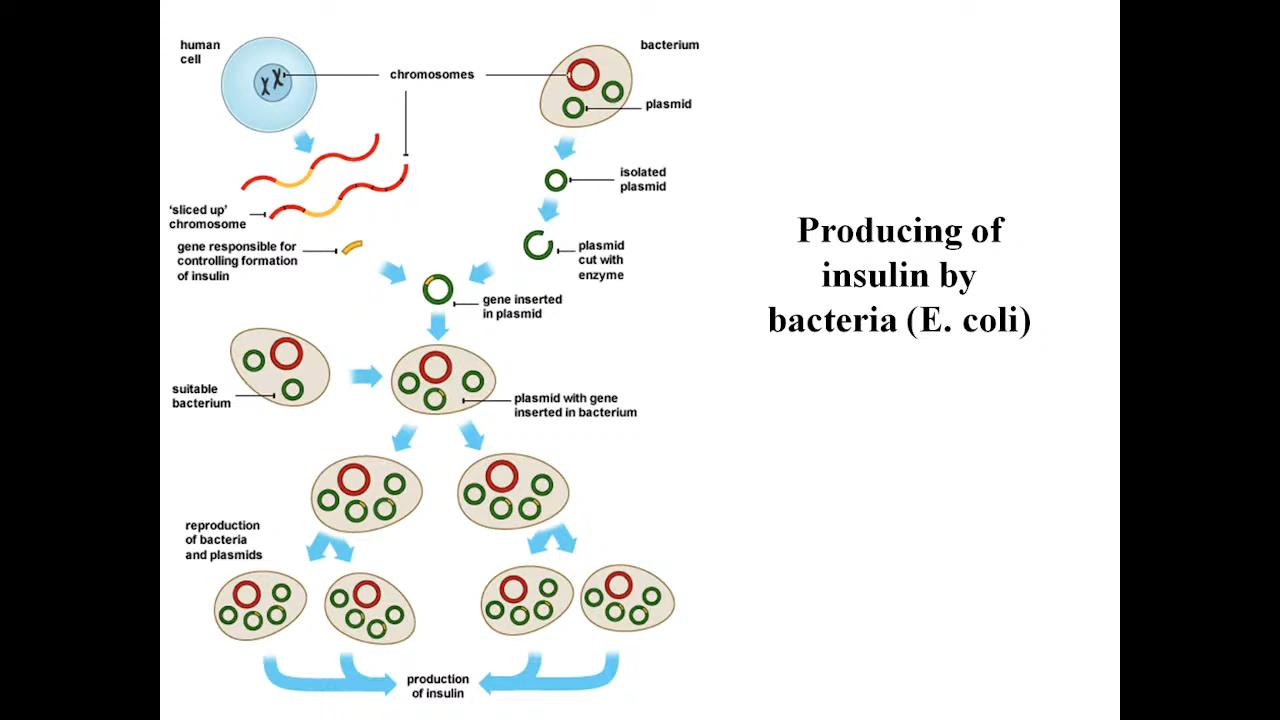 human
cell
chromosomes
bacterium
plasmid
isolated
plasmid
'sliced up'
chromosome
gene responsible for
controlling formation
of insulin
plasmid
cut with
enzyme
gene inserted
in plasmid
Producing of
insulin by
bacteria (E. coli)
suitable
bacterium
plasmid with gene
inserted in bacterium
reproduction
of bacteria
and plasmids
production
of insulin